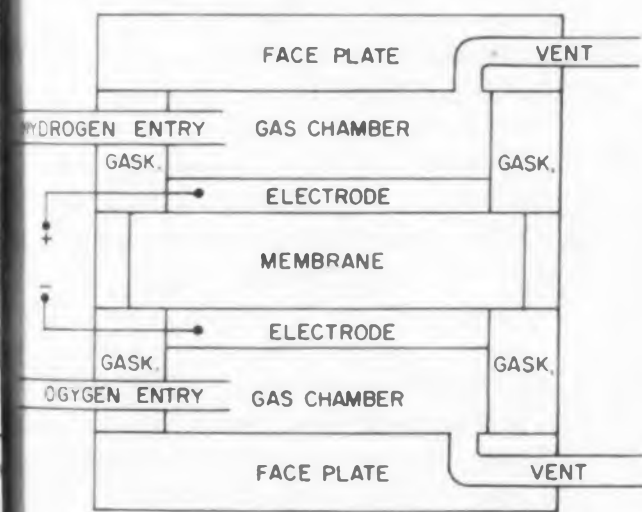 FACE PLATE VENT
HYDROGEN ENTRY GAS CHAMBER
GASK. GASK.
ELECTRODE
+
MEMBRANE
–
ELECTRODE
GASK. GASK.
OGYGEN ENTRY GAS CHAMBER
FACE PLATE VENT